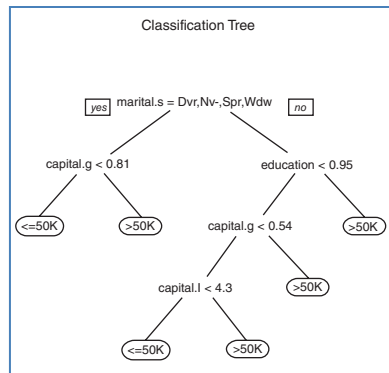 Classification Tree
yes marital.s = Dvr,Nv-,Spr,Wdw no
capital.g < 0.81 education < 0.95
<=50K >50K capital.g < 0.54 >50K
capital.l < 4.3 >50K
<=50K >50K